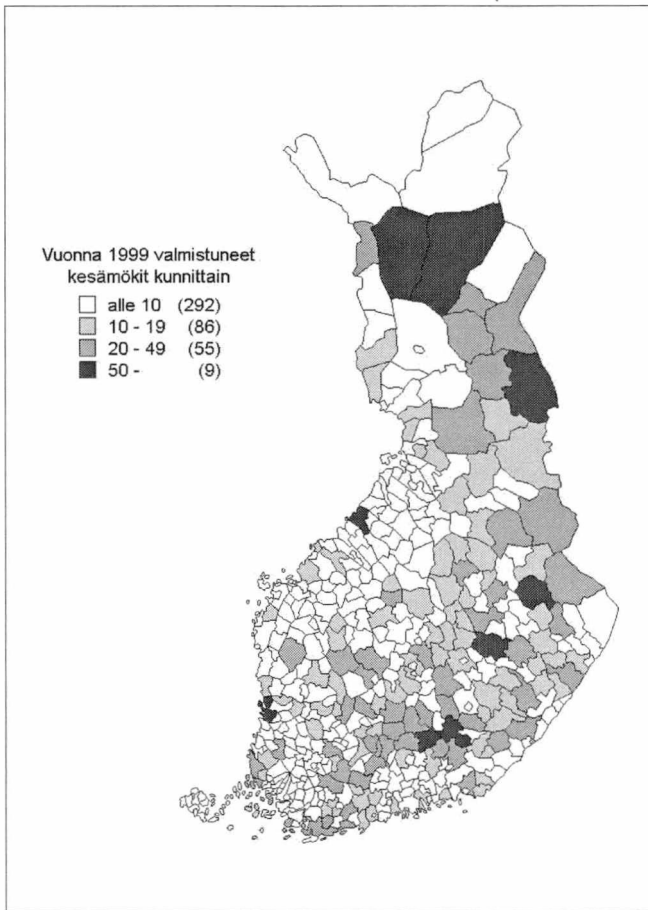 Vuonna 1999 valmistuneet
kesämökit kunnittain
alle 10 (292)
10 - 19 (86)
20 - 49 (55)
50 - (9)